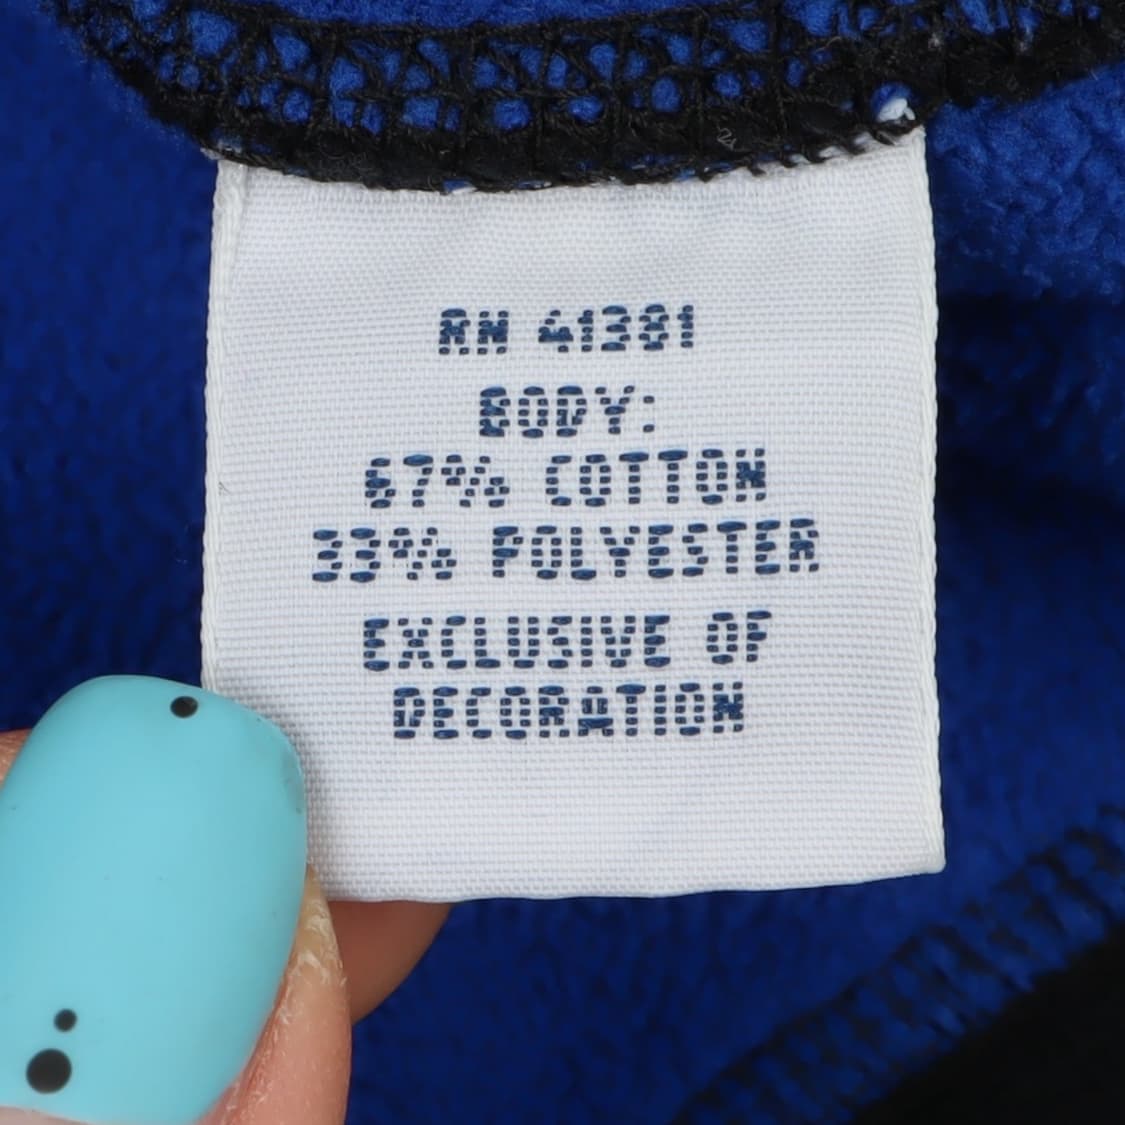 RN 41381
BODY:
67% COTTON
33% POLYESTER
EXCLUSIVE OF
DECORATION